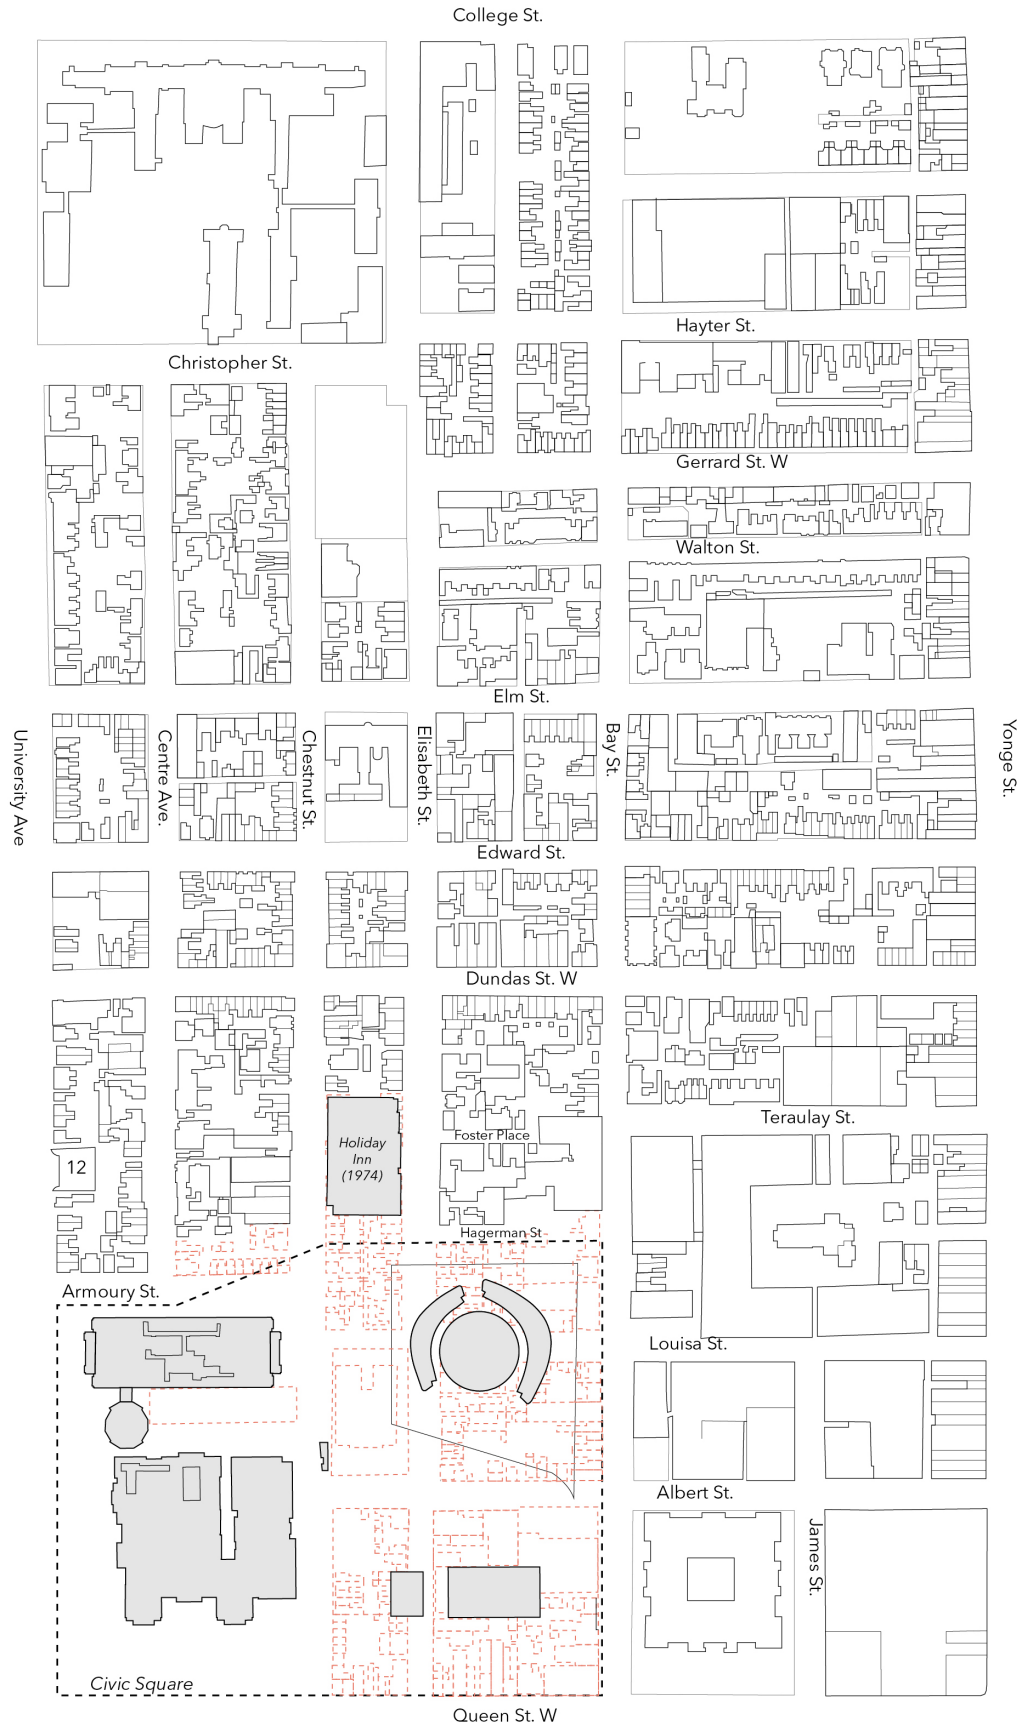 College St.
Hayter St.
Christopher St.
Gerrard St. W
Walton St.
Elm St.
University Ave
Centre Ave.
Chestnut St.
Elisabeth St.
Bay St.
Yonge St.
Edward St.
Dundas St. W
Teraulay St.
Foster Place
Holiday
Inn
(1974)
12
Hagerman St
Armoury St.
Louisa St.
Albert St.
James St.
Civic Square
Queen St. W